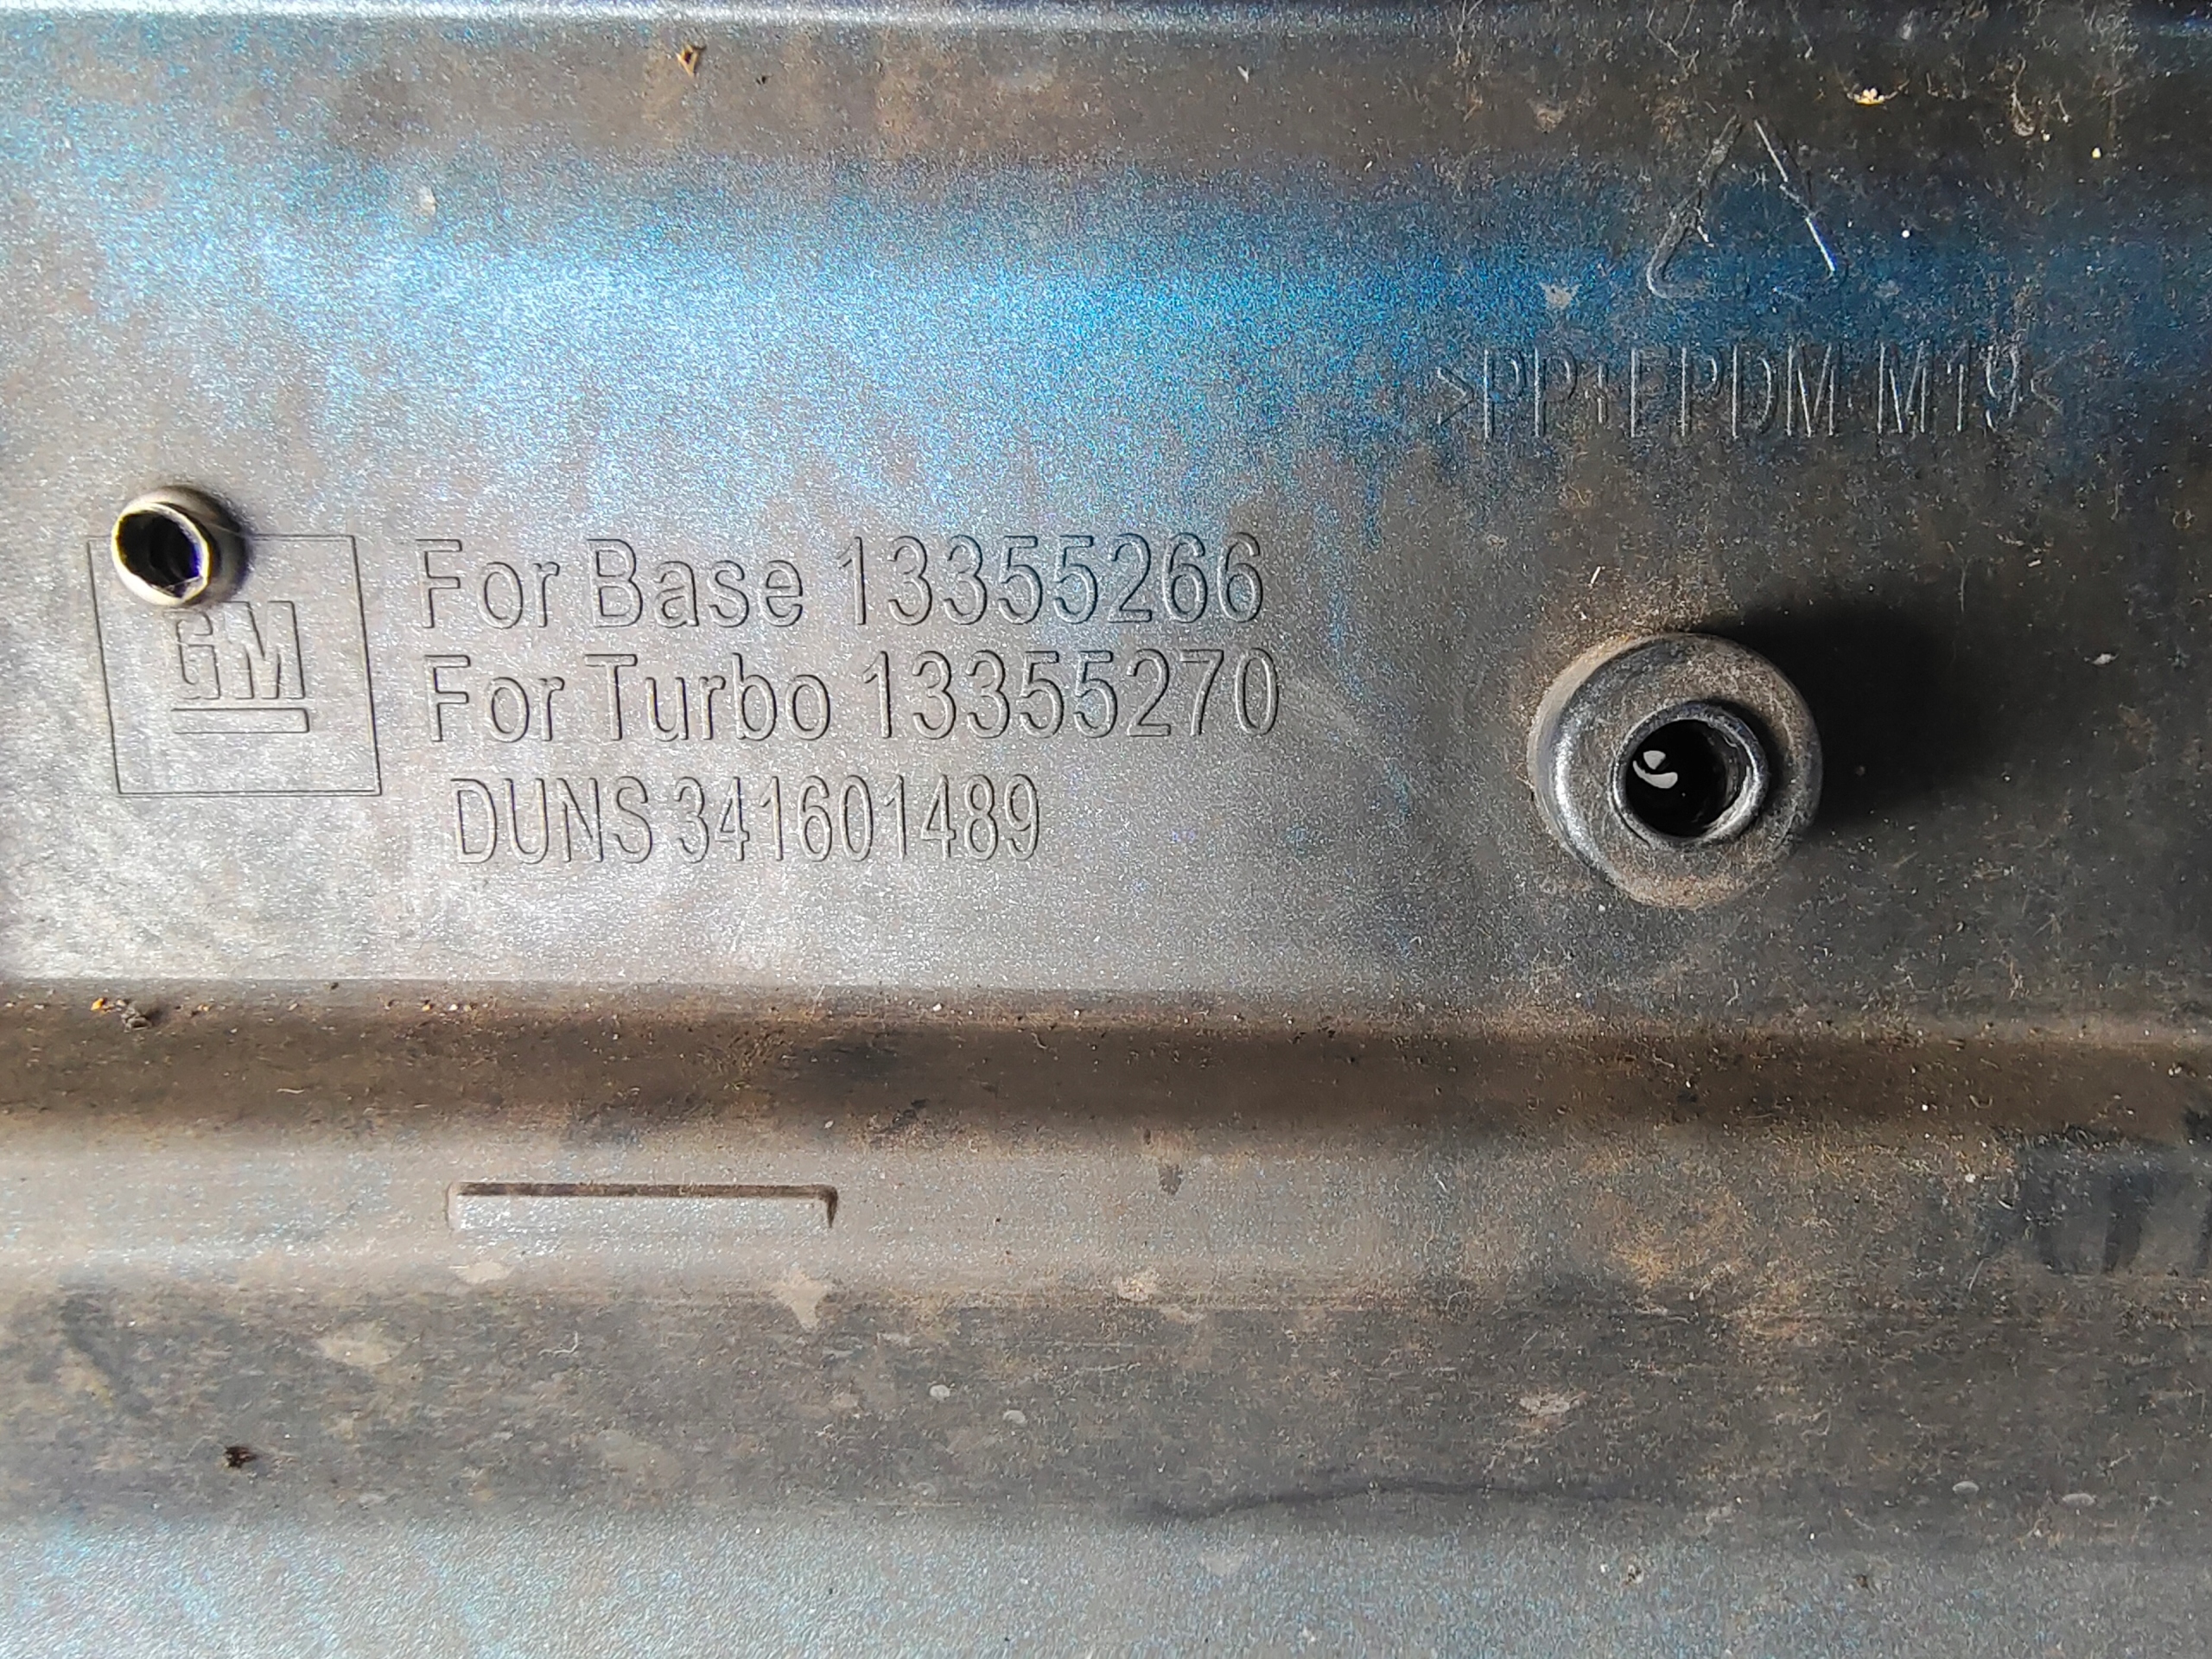 >PP+EPDM M19<
GM
For Base 13355266
For Turbo 13355270
DUNS 341601489